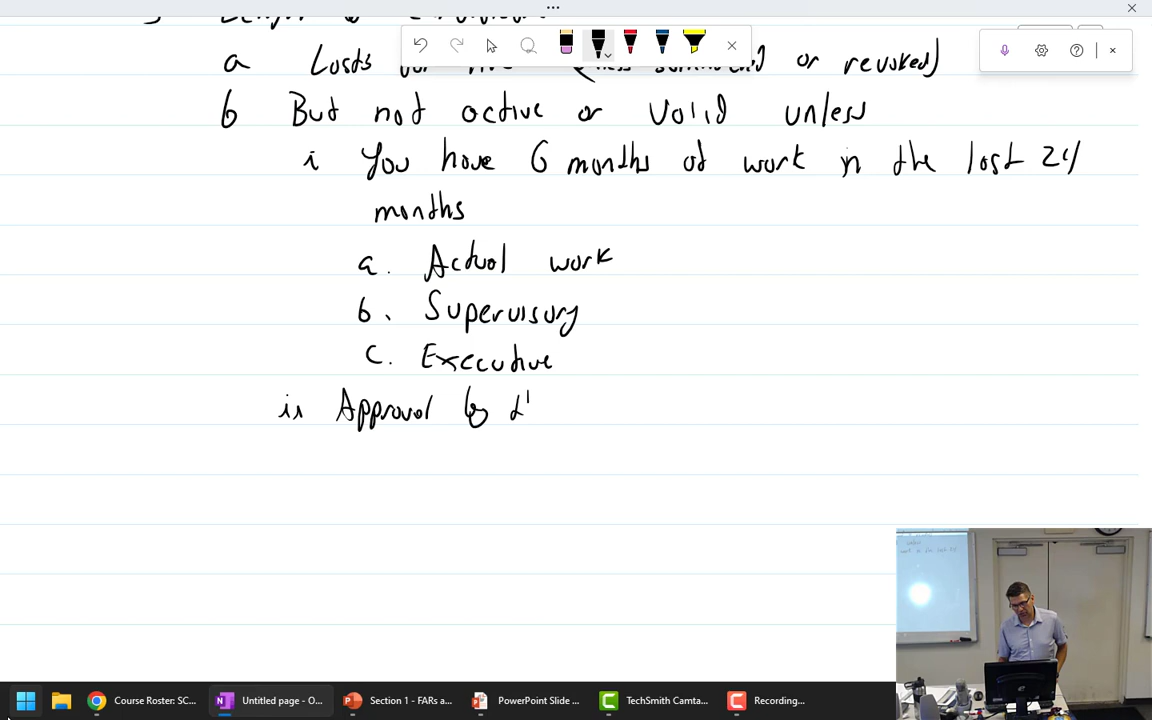 a Lasts or revoked)
b But not active or valid unless
i You have 6 months of work in the last 24
months
a. Actual work
b. Supervisory
c. Executive
ii Approval by
Course Roster: SC...
Untitled page - O...
Section 1 - FARs a...
PowerPoint Slide ...
TechSmith Camta...
Recording...